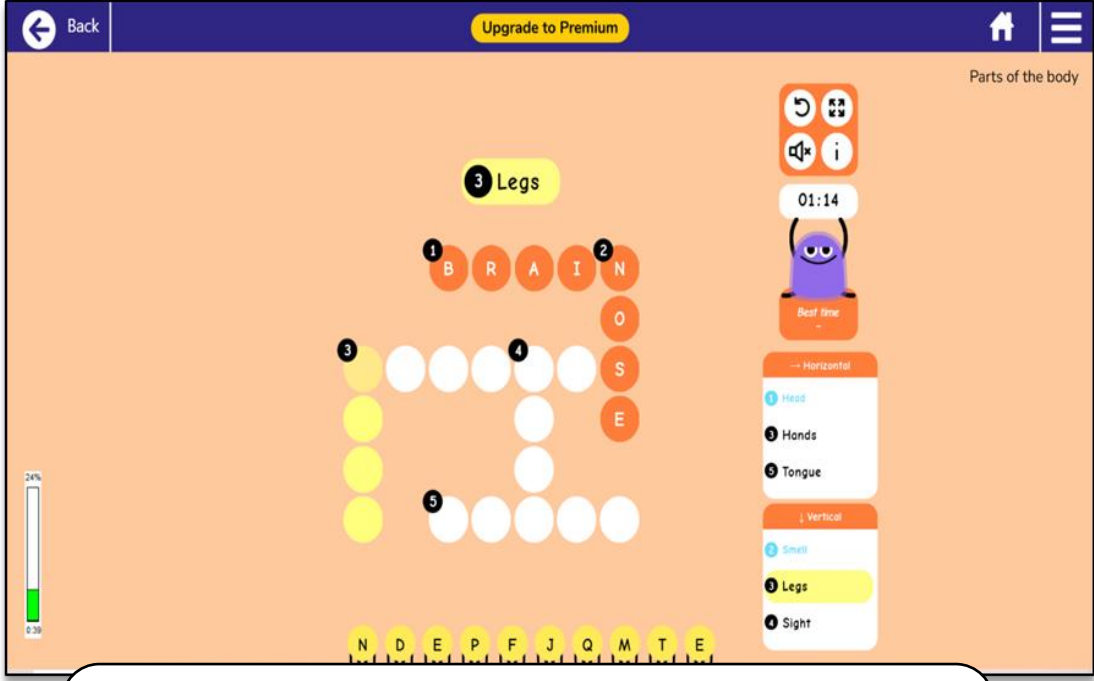 Back
Upgrade to Premium
Parts of the body
3 Legs
01:14
1 2
B R A I N
O
Best time
-
3 4
S
→ Horizontal
1 Head
E
3 Hands
5 Tongue
24%
5
↓ Vertical
2 Smell
3 Legs
4 Sight
0:39
N D E P F J Q M T E